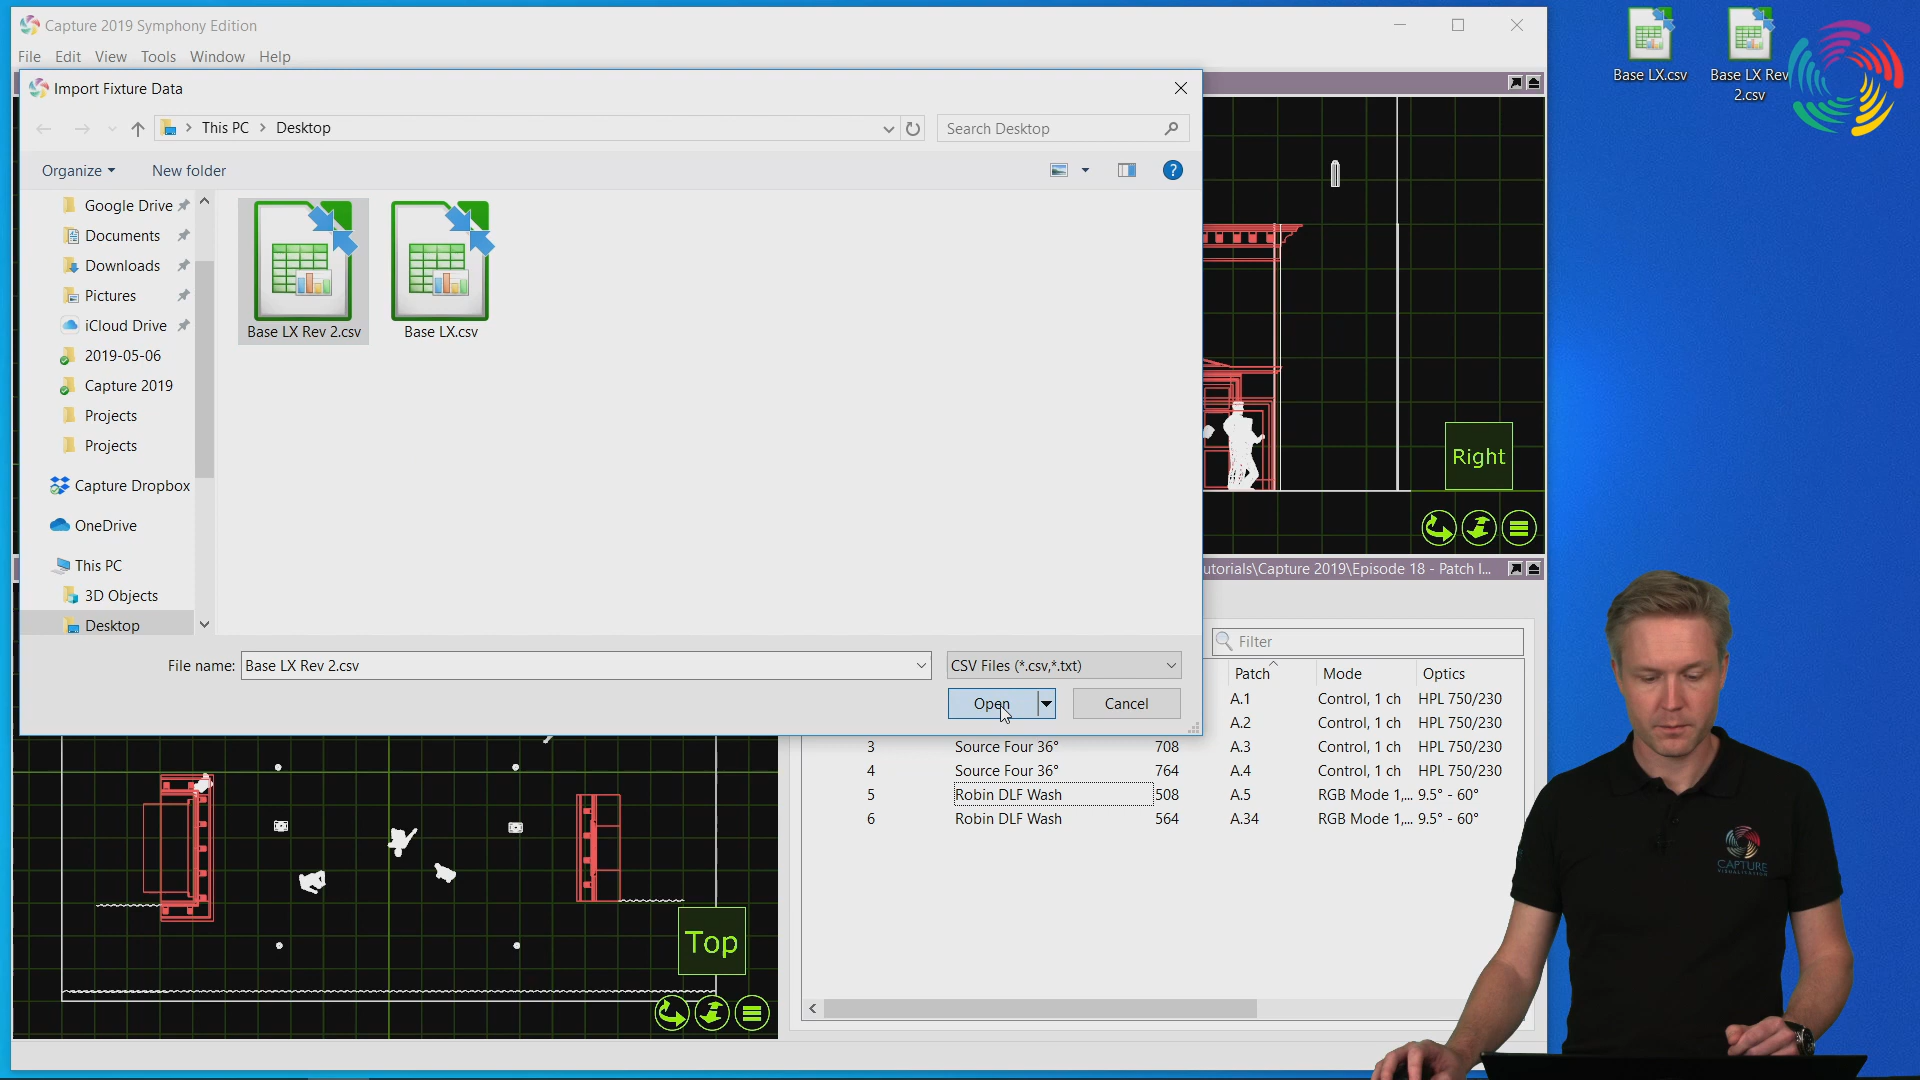 Capture 2019 Symphony Edition
File Edit View Tools Window Help
Import Fixture Data
This PC > Desktop
Search Desktop
Organize
New folder
Google Drive
Documents
Downloads
Pictures
iCloud Drive
2019-05-06
Capture 2019
Projects
Projects
Capture Dropbox
OneDrive
This PC
3D Objects
Desktop
Base LX Rev 2.csv
Base LX.csv
File name:
Base LX Rev 2.csv
CSV Files (*.csv,*.txt)
Open
Cancel
Base LX.csv
Base LX Rev
2.csv
Right
utorials\Capture 2019\Episode 18 - Patch I...
Filter
Patch Mode Optics
A.1 Control, 1 ch HPL 750/230
A.2 Control, 1 ch HPL 750/230
3 Source Four 36° 708 A.3 Control, 1 ch HPL 750/230
4 Source Four 36° 764 A.4 Control, 1 ch HPL 750/230
5 Robin DLF Wash 508 A.5 RGB Mode 1,... 9.5° - 60°
6 Robin DLF Wash 564 A.34 RGB Mode 1,... 9.5° - 60°
Top
CAPTURE